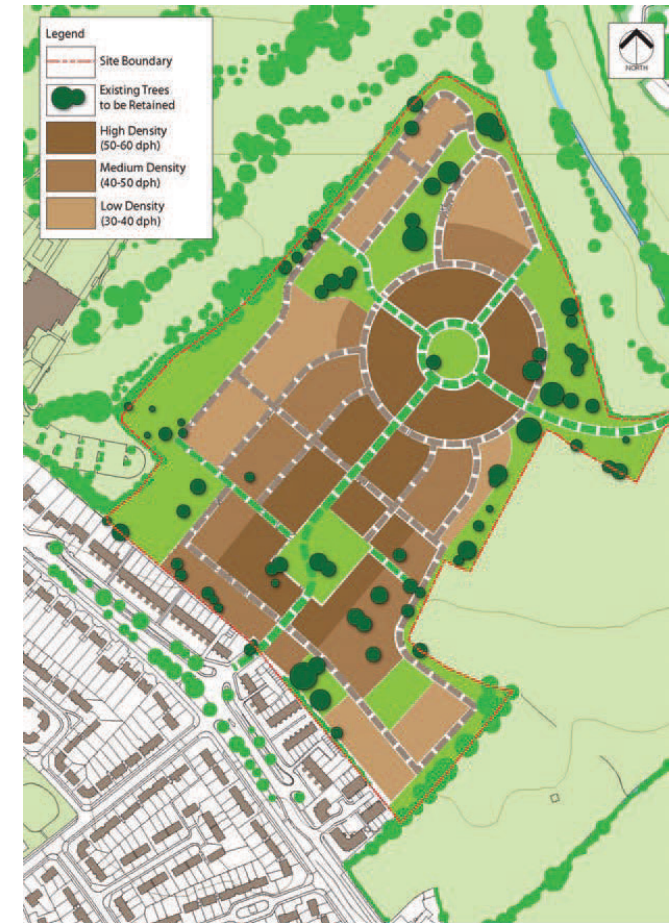 Legend
Site Boundary
Existing Trees
to be Retained
High Density
(50-60 dph)
Medium Density
(40-50 dph)
Low Density
(30-40 dph)
NORTH